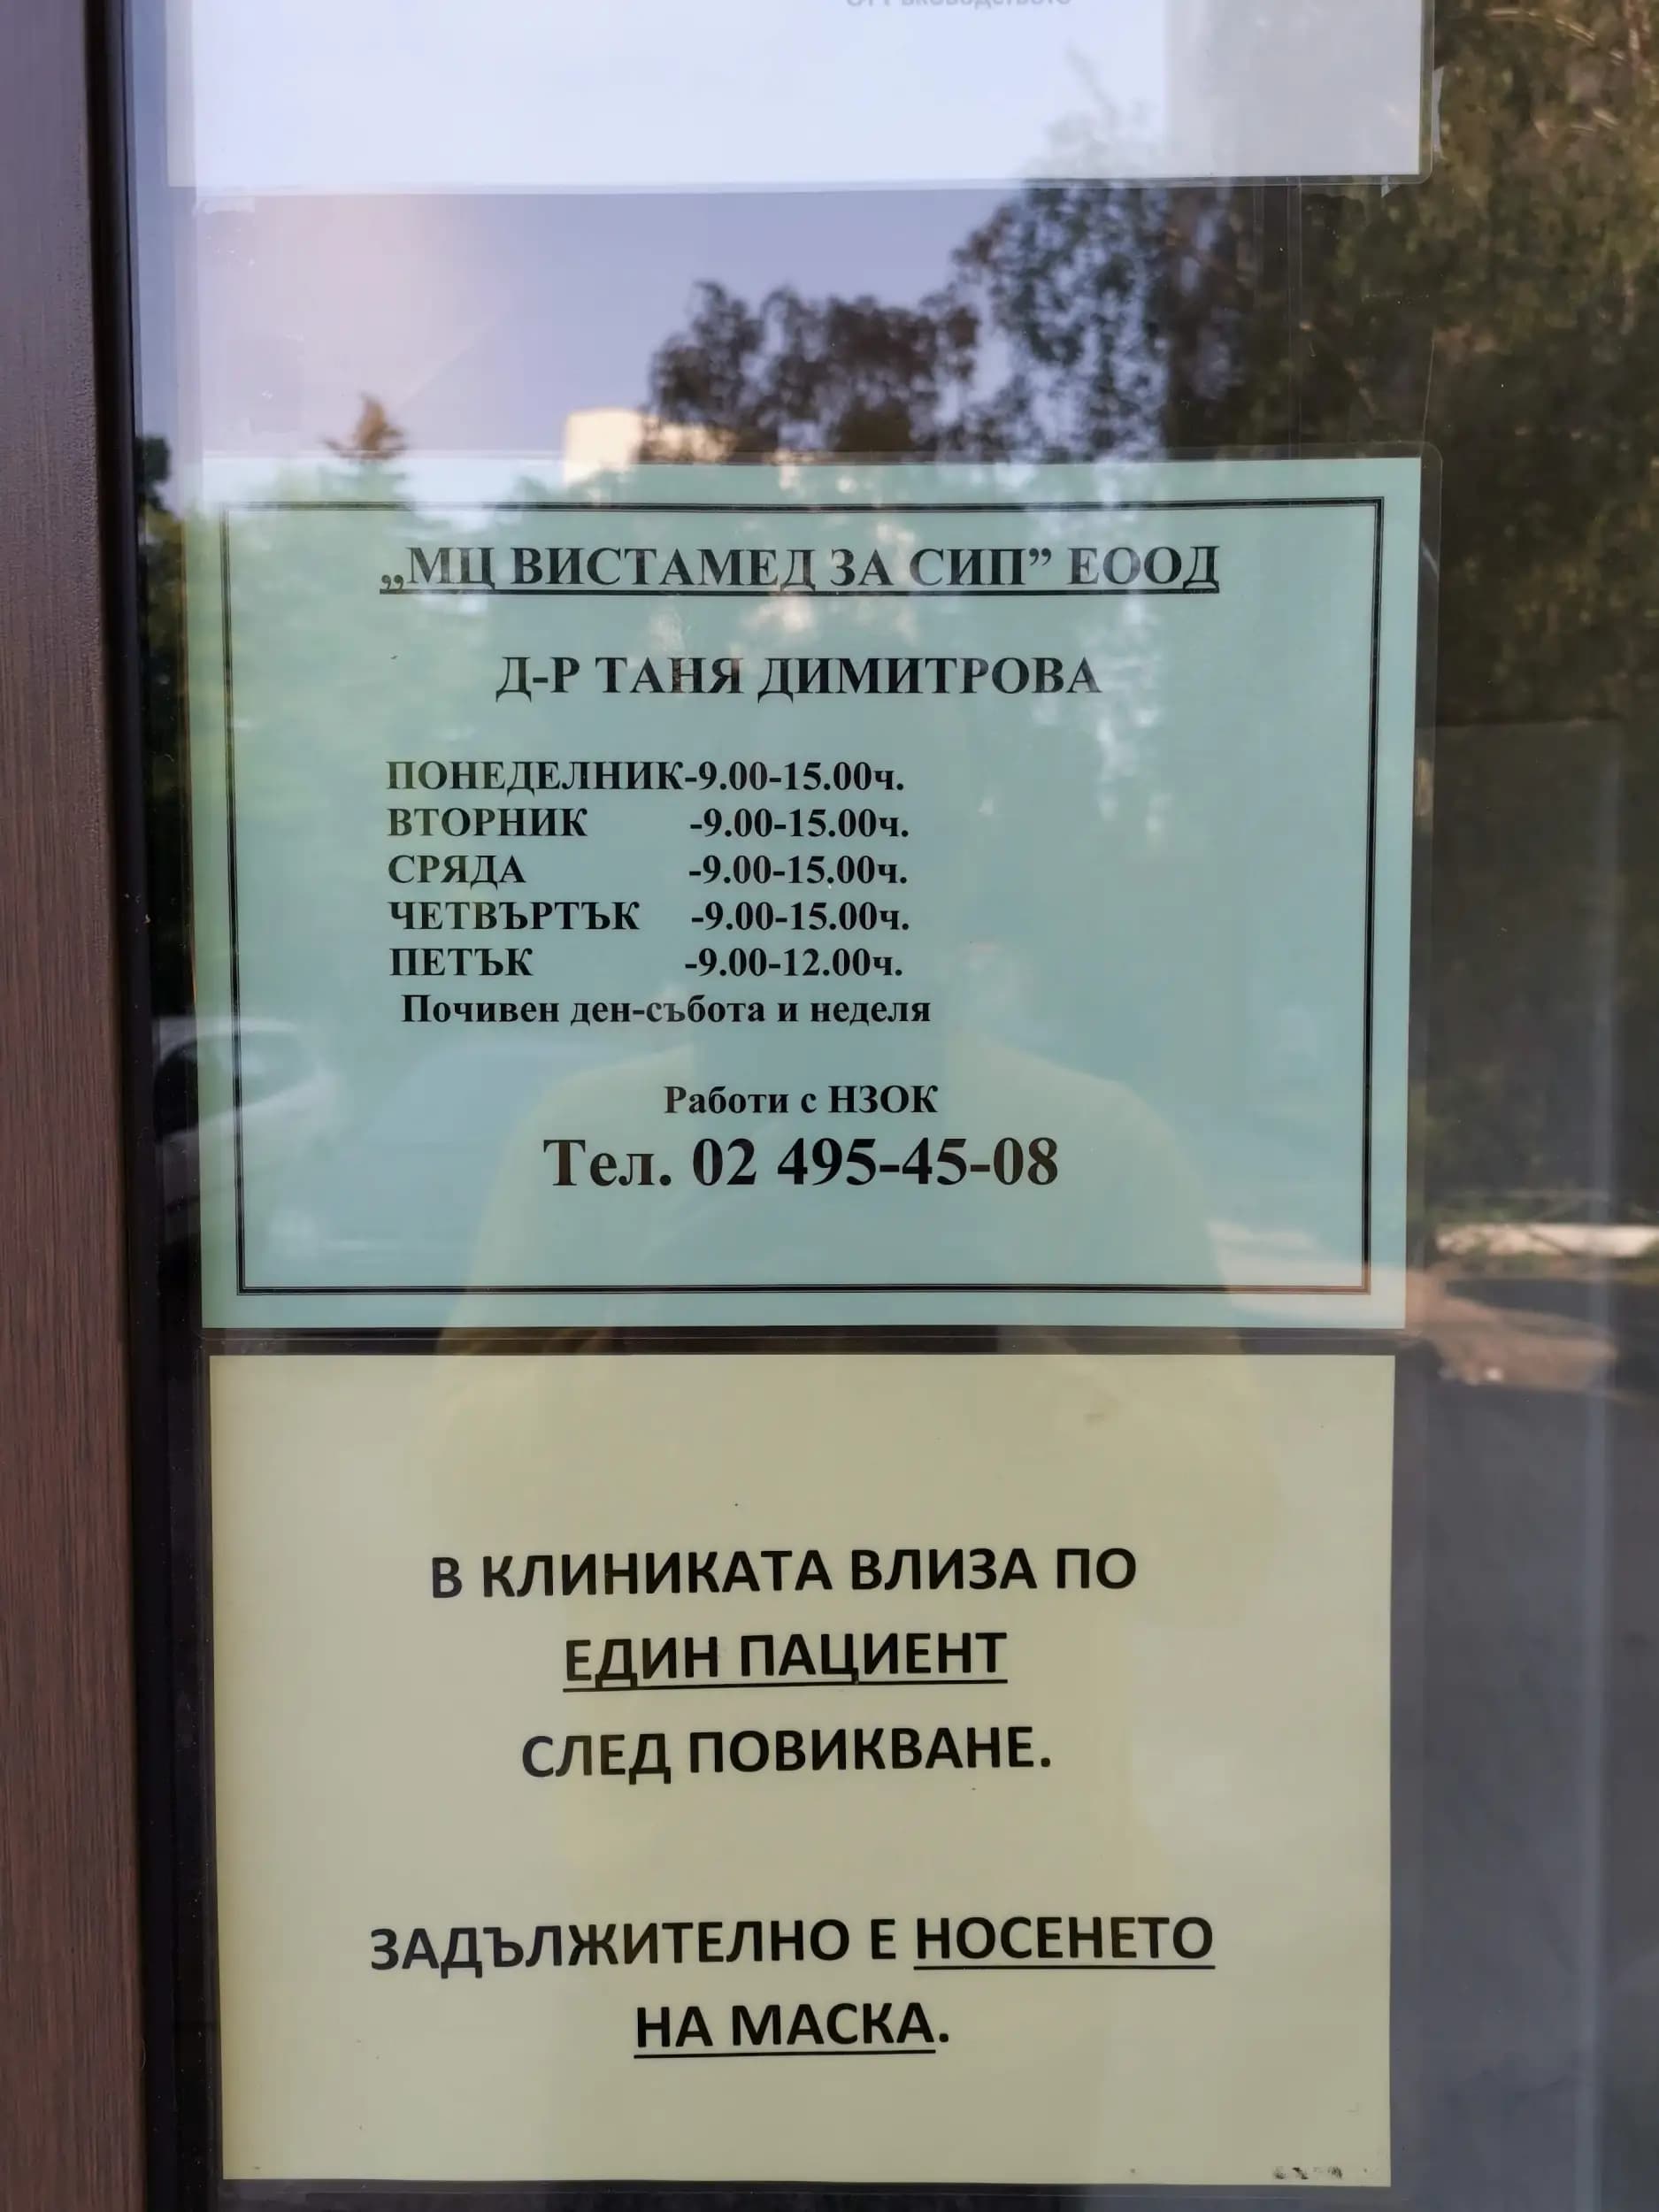 „МЦ ВИСТАМЕД ЗА СИП” ЕООД
Д-Р ТАНЯ ДИМИТРОВА
ПОНЕДЕЛНИК-9.00-15.00ч.
ВТОРНИК -9.00-15.00ч.
СРЯДА -9.00-15.00ч.
ЧЕТВЪРТЪК -9.00-15.00ч.
ПЕТЪК -9.00-12.00ч.
Почивен ден-събота и неделя
Работи с НЗОК
Тел. 02 495-45-08
В КЛИНИКАТА ВЛИЗА ПО
ЕДИН ПАЦИЕНТ
СЛЕД ПОВИКВАНЕ.
ЗАДЪЛЖИТЕЛНО Е НОСЕНЕТО
НА МАСКА.